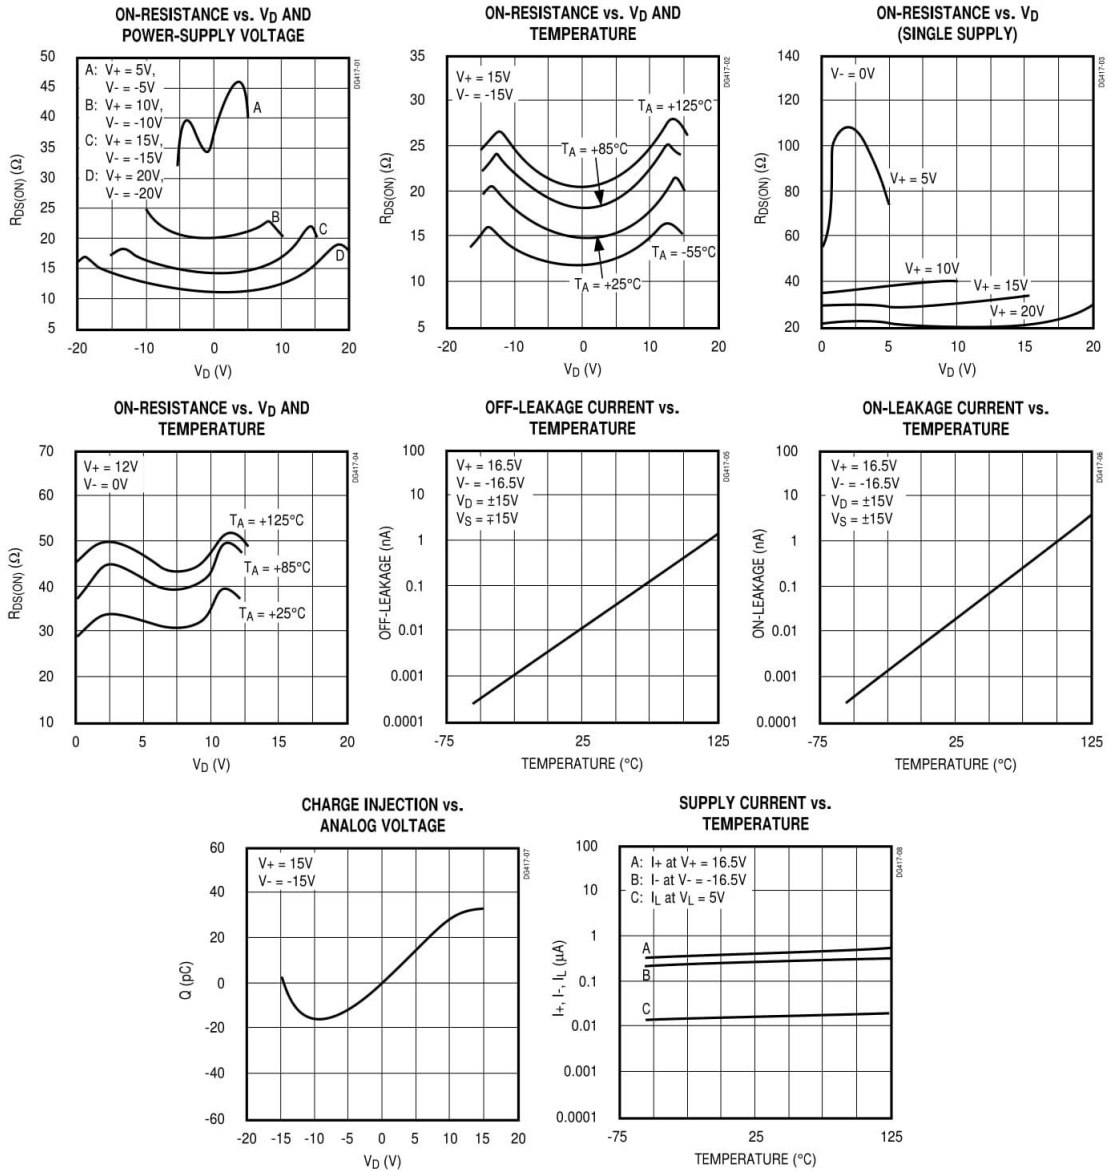 ON-RESISTANCE vs. VD AND
POWER-SUPPLY VOLTAGE
A: V+ = 5V,
V- = -5V
B: V+ = 10V,
V- = -10V
C: V+ = 15V,
V- = -15V
D: V+ = 20V,
V- = -20V
A
B
C
D
50
45
40
35
30
25
20
15
10
5
RDS(ON) (Ω)
-20
-10
0
10
20
VD (V)
DG417-01
ON-RESISTANCE vs. VD AND
TEMPERATURE
V+ = 15V
V- = -15V
TA = +125°C
TA = +85°C
TA = -55°C
TA = +25°C
35
30
25
20
15
10
5
RDS(ON) (Ω)
-20
-10
0
10
20
VD (V)
DG417-02
ON-RESISTANCE vs. VD
(SINGLE SUPPLY)
V- = 0V
V+ = 5V
V+ = 10V
V+ = 15V
V+ = 20V
140
120
100
80
60
40
20
RDS(ON) (Ω)
0
5
10
15
20
VD (V)
DG417-03
ON-RESISTANCE vs. VD AND
TEMPERATURE
V+ = 12V
V- = 0V
TA = +125°C
TA = +85°C
TA = +25°C
70
60
50
40
30
20
10
RDS(ON) (Ω)
0
5
10
15
20
VD (V)
DG417-04
OFF-LEAKAGE CURRENT vs.
TEMPERATURE
V+ = 16.5V
V- = -16.5V
VD = ±15V
VS = ∓15V
100
10
1
0.1
0.01
0.001
0.0001
OFF-LEAKAGE (nA)
-75
25
125
TEMPERATURE (°C)
DG417-05
ON-LEAKAGE CURRENT vs.
TEMPERATURE
V+ = 16.5V
V- = -16.5V
VD = ±15V
VS = ±15V
100
10
1
0.1
0.01
0.001
0.0001
ON-LEAKAGE (nA)
-75
25
125
TEMPERATURE (°C)
DG417-06
CHARGE INJECTION vs.
ANALOG VOLTAGE
V+ = 15V
V- = -15V
60
40
20
0
-20
-40
-60
Q (pC)
-20 -15 -10 -5 0 5 10 15 20
VD (V)
DG417-07
SUPPLY CURRENT vs.
TEMPERATURE
A: I+ at V+ = 16.5V
B: I- at V- = -16.5V
C: IL at VL = 5V
A
B
C
100
10
1
0.1
0.01
0.001
0.0001
I+, I-, IL (µA)
-75
25
125
TEMPERATURE (°C)
DG417-08